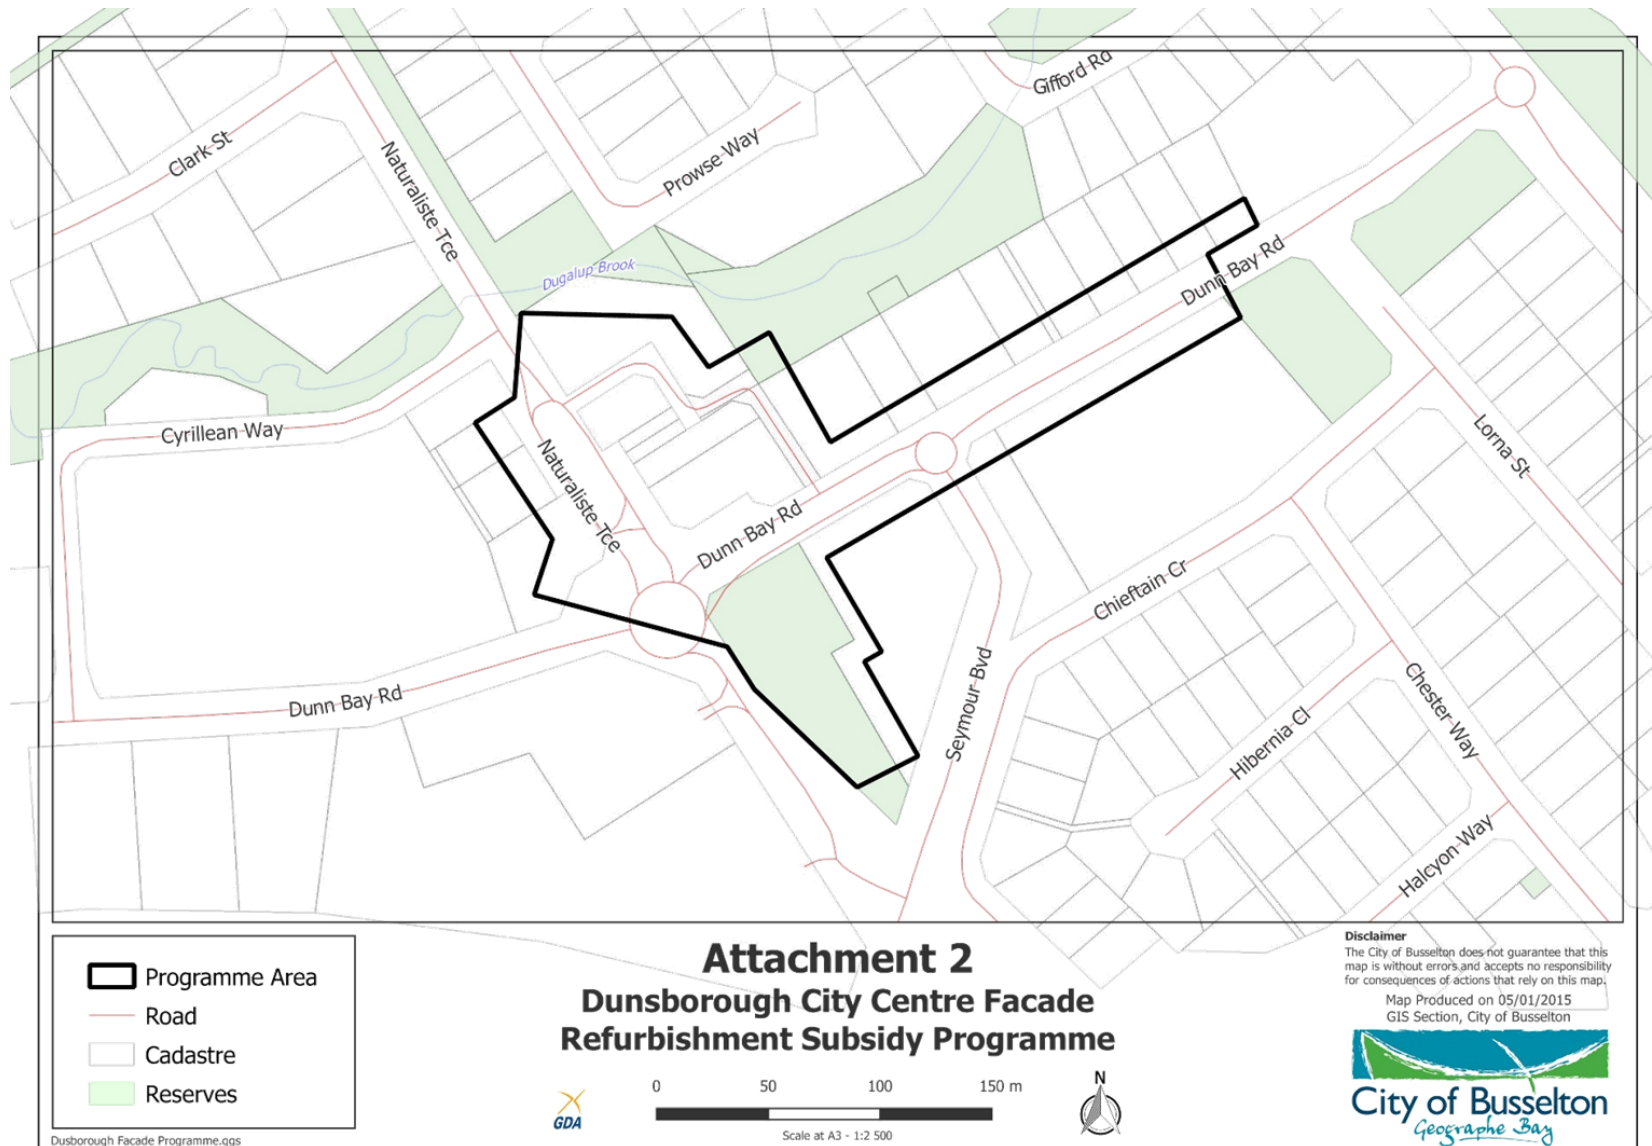 Gifford Rd
Clark St
Naturaliste Tce
Prowse Way
Dugalup Brook
Dunn Bay Rd
Cyrillean Way
Naturaliste Tce
Lorna St
Dunn Bay Rd
Chieftain Cr
Dunn Bay Rd
Seymour Bvd
Chester Way
Hibernia Cl
Halcyon Way
Programme Area
Road
Cadastre
Reserves
Dusborough Facade Programme.qgs
Attachment 2
Dunsborough City Centre Facade
Refurbishment Subsidy Programme
GDA
0 50 100 150 m
Scale at A3 - 1:2 500
N
Disclaimer
The City of Busselton does not guarantee that this
map is without errors and accepts no responsibility
for consequences of actions that rely on this map.
Map Produced on 05/01/2015
GIS Section, City of Busselton
City of Busselton
Geographe Bay